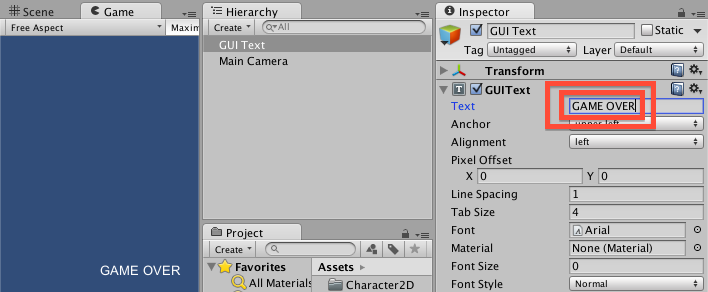 Scene
Game
Free Aspect
Maxim
GAME OVER
Hierarchy
Create
All
GUI Text
Main Camera
Project
Create
Favorites
All Materials
Assets
Character2D
Inspector
GUI Text
Static
Tag Untagged Layer Default
Transform
GUIText
Text GAME OVER
Anchor upper left
Alignment left
Pixel Offset
X 0 Y 0
Line Spacing 1
Tab Size 4
Font Arial
Material None (Material)
Font Size 0
Font Style Normal